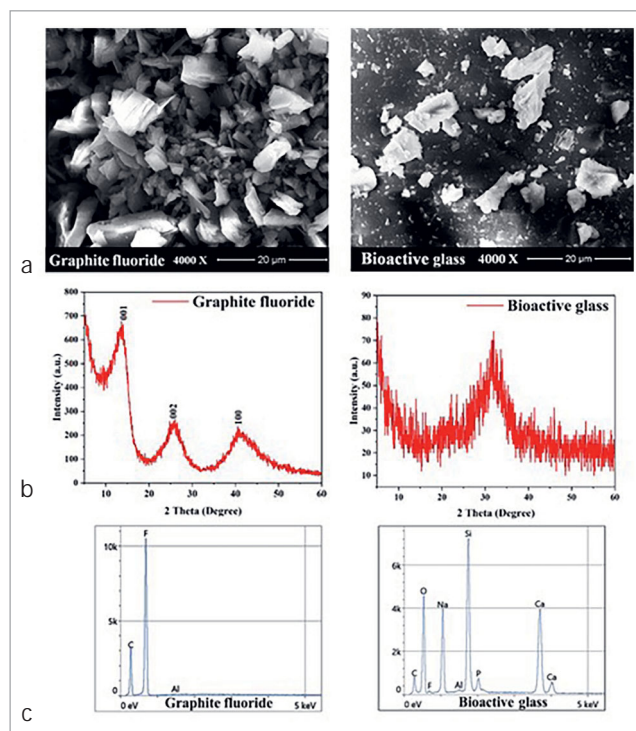 Graphite fluoride 4000 X 20 µm
Bioactive glass 4000 X 20 µm
a
800
700
600
500
400
300
200
100
0
Intensity (a.u.)
Graphite fluoride
001
002
100
10 20 30 40 50 60
2 Theta (Degree)
90
80
70
60
50
40
30
20
10
Intensity (a.u.)
Bioactive glass
10 20 30 40 50 60
2 Theta (Degree)
b
10k
5k
0
F
C
Al
0 eV 5 keV
Graphite fluoride
6k
4k
2k
0
Si
O
Na
Ca
C
F
Al
P
Ca
0 eV 5 keV
Bioactive glass
c